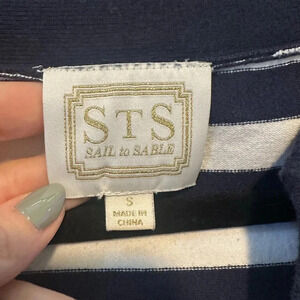 STS
SAIL to SABLE
S
MADE IN
CHINA